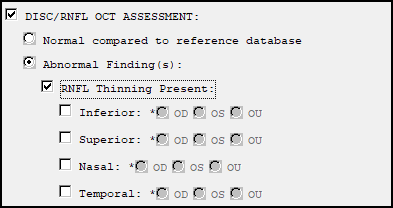 DISC/RNFL OCT ASSESSMENT:
Normal compared to reference database
Abnormal Finding(s):
RNFL Thinning Present:
Inferior: * OD OS OU
Superior: * OD OS OU
Nasal: * OD OS OU
Temporal: * OD OS OU